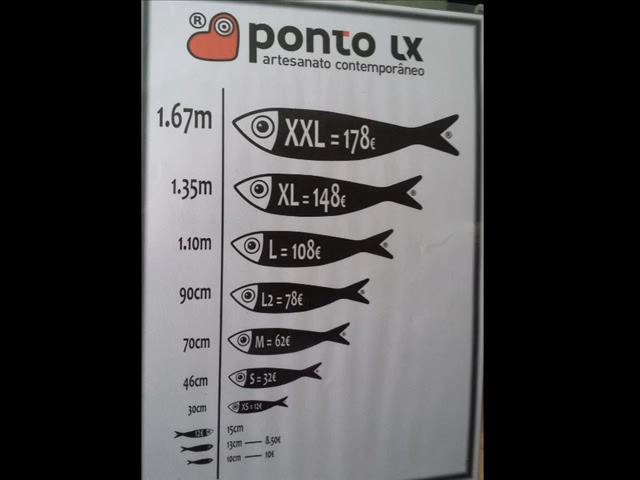 ®
ponto lx
artesanato contemporâneo
1.67m XXL = 178€ ®
1.35m XL = 148€ ®
1.10m L = 108€ ®
90cm L2 = 78€
70cm M = 62€
46cm S = 32€
30cm XS = 12€
12€ 15cm
13cm — 8.50€
10cm — 10€